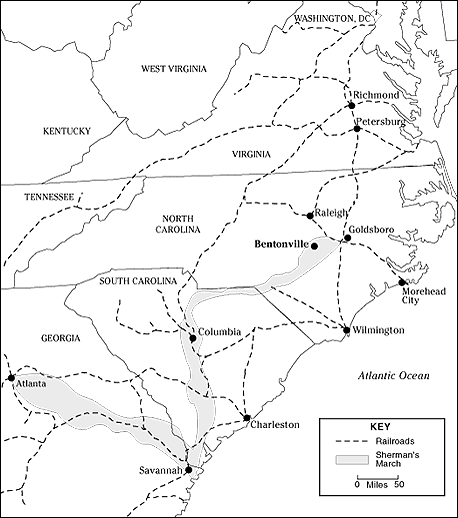 WASHINGTON, DC
WEST VIRGINIA
Richmond
Petersburg
KENTUCKY
VIRGINIA
TENNESSEE
NORTH
CAROLINA
Raleigh
Goldsboro
Bentonville
SOUTH CAROLINA
Morehead
City
GEORGIA
Columbia
Wilmington
Atlanta
Atlantic Ocean
Charleston
Savannah
KEY
Railroads
Sherman's
March
0 Miles 50